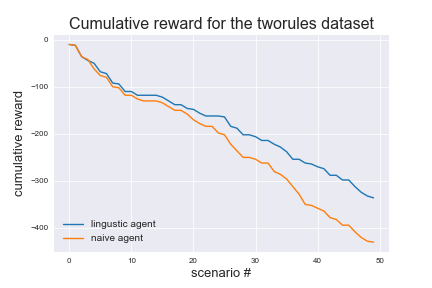 Cumulative reward for the tworules dataset
0
−100
−200
−300
−400
cumulative reward
lingustic agent
naive agent
0 10 20 30 40 50
scenario #